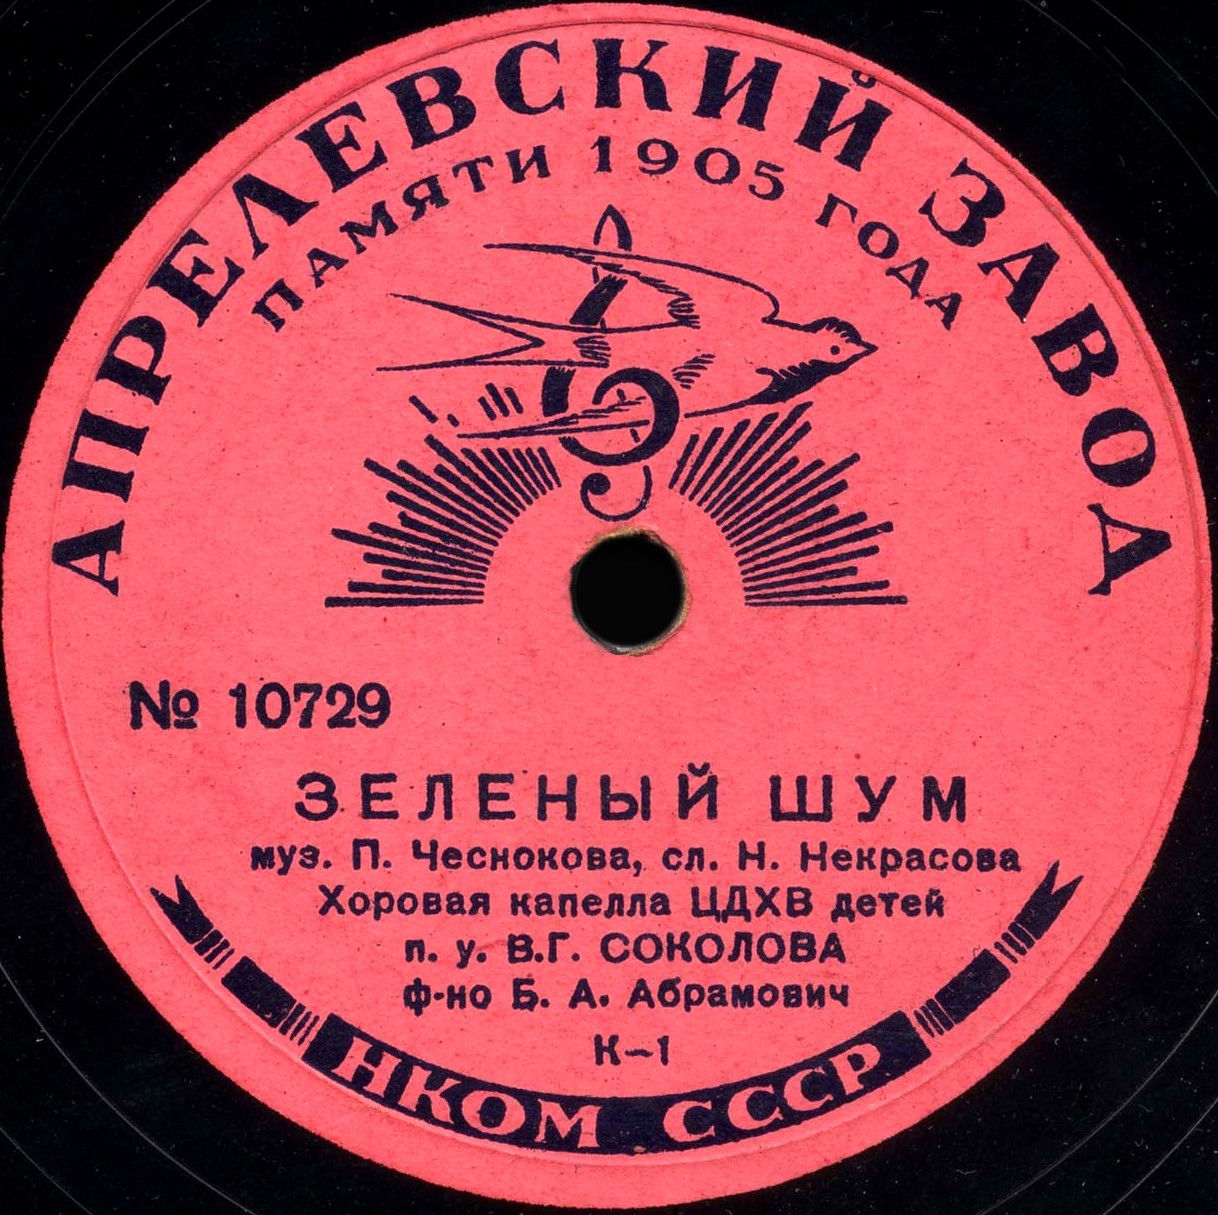 АПРЕЛЕВСКИЙ ЗАВОД
ПАМЯТИ 1905 ГОДА
№ 10729
ЗЕЛЕНЫЙ ШУМ
муз. П. Чеснокова, сл. Н. Некрасова
Хоровая капелла ЦДХВ детей
п. у. В.Г. СОКОЛОВА
ф-но Б. А. Абрамович
К-1
НКОМ СССР